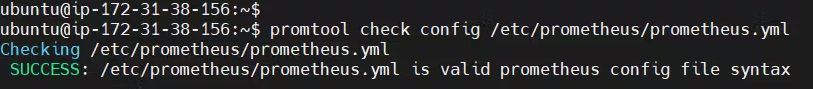 ubuntu@ip-172-31-38-156:~$
ubuntu@ip-172-31-38-156:~$ promtool check config /etc/prometheus/prometheus.yml
Checking /etc/prometheus/prometheus.yml
SUCCESS: /etc/prometheus/prometheus.yml is valid prometheus config file syntax